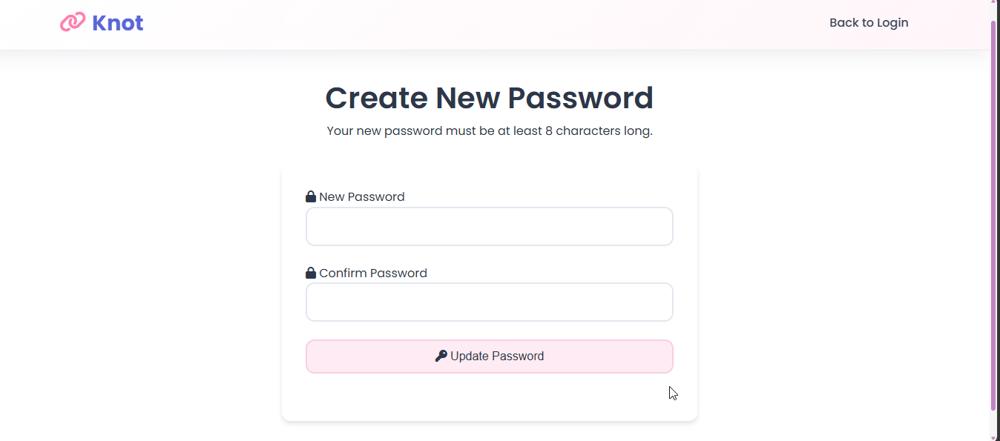 Knot
Back to Login
Create New Password
Your new password must be at least 8 characters long.
New Password
Confirm Password
Update Password